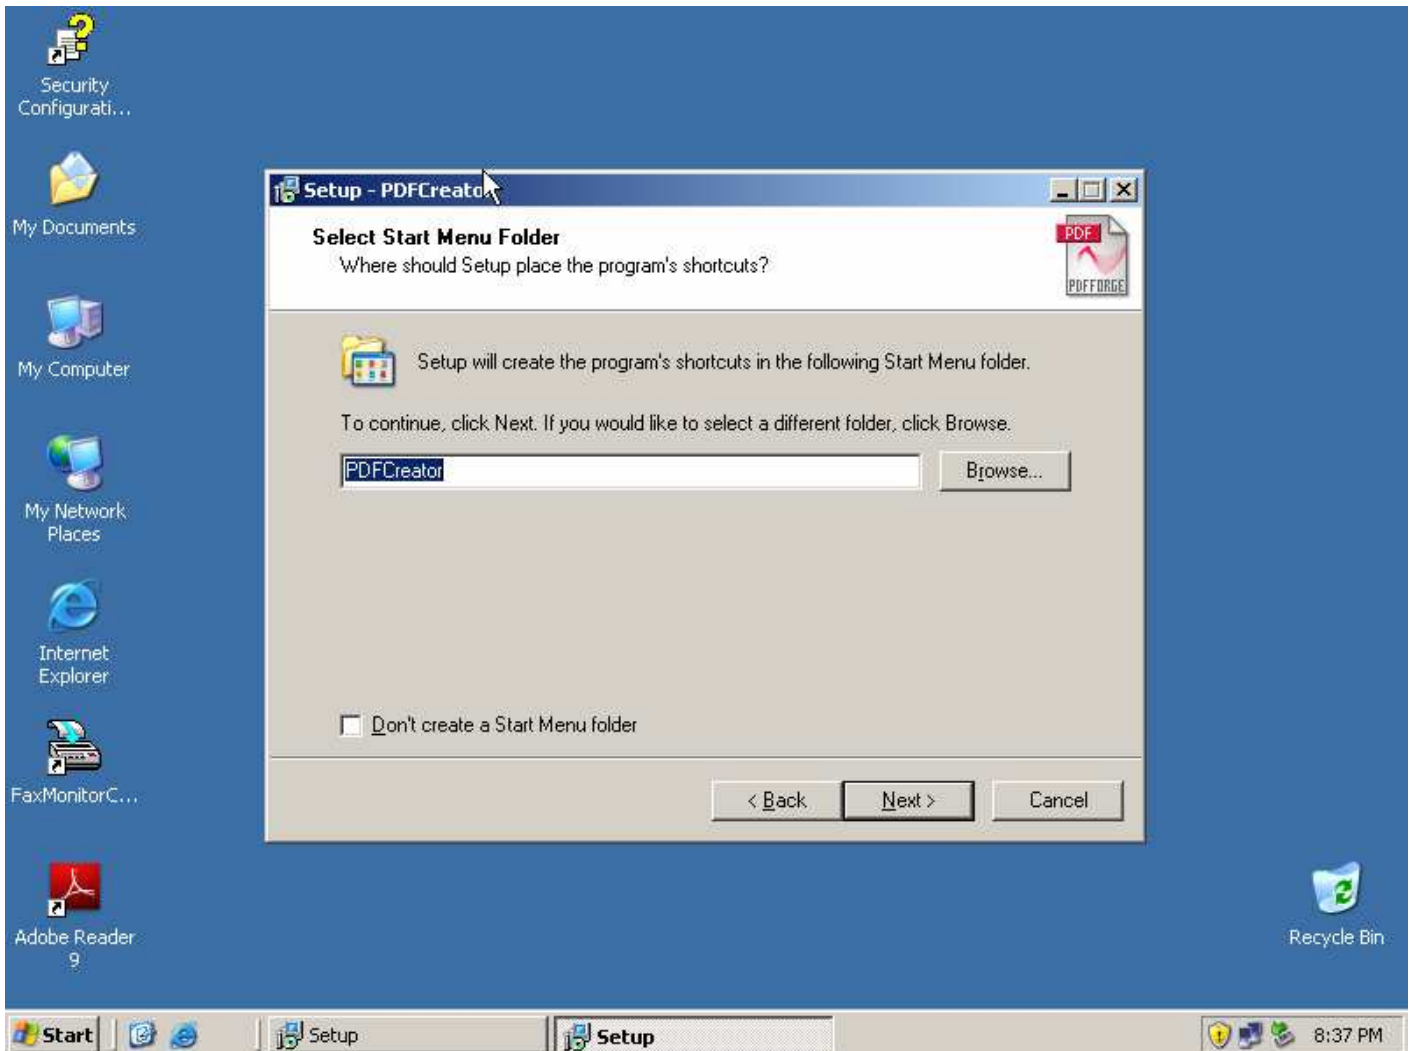 Security
Configurati...
My Documents
My Computer
My Network
Places
Internet
Explorer
FaxMonitorC...
Adobe Reader
9
Setup - PDFCreator
Select Start Menu Folder
Where should Setup place the program's shortcuts?
PDF
PDFFORGE
Setup will create the program's shortcuts in the following Start Menu folder.
To continue, click Next. If you would like to select a different folder, click Browse.
PDFCreator
Browse...
Don't create a Start Menu folder
< Back
Next >
Cancel
Recycle Bin
Start
Setup
Setup
8:37 PM